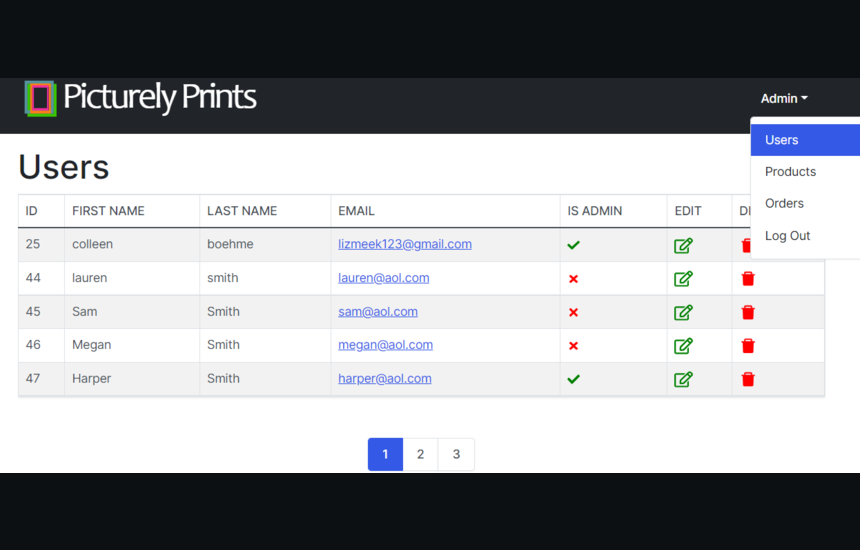 Picturely Prints
Admin
Users
Products
Orders
Log Out
Users
ID FIRST NAME LAST NAME EMAIL IS ADMIN EDIT
25 colleen boehme lizmeek123@gmail.com
44 lauren smith lauren@aol.com
45 Sam Smith sam@aol.com
46 Megan Smith megan@aol.com
47 Harper Smith harper@aol.com
1 2 3